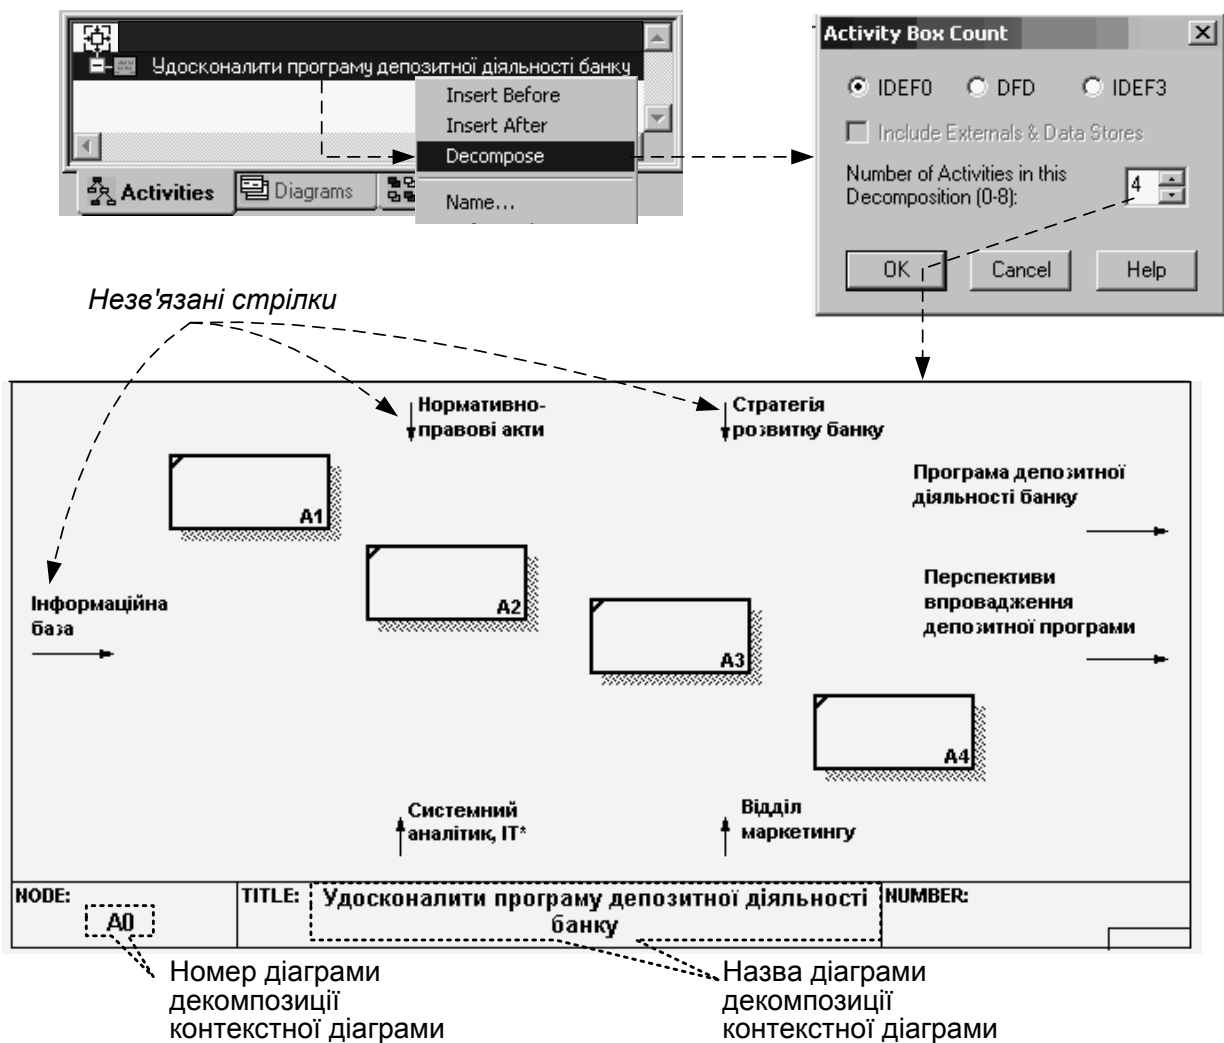 Удосконалити програму депозитної діяльності банку
Insert Before
Insert After
Decompose
Name...
Activities
Diagrams
Activity Box Count
IDEF0
DFD
IDEF3
Include Externals & Data Stores
Number of Activities in this
Decomposition (0-8):
4
OK
Cancel
Help
Незв'язані стрілки
Нормативно-
правові акти
Стратегія
розвитку банку
Програма депозитної
діяльності банку
A1
A2
Перспективи
впровадження
депозитної програми
Інформаційна
база
A3
A4
Системний
аналітик, ІТ*
Відділ
маркетингу
NODE:
A0
TITLE:
Удосконалити програму депозитної діяльності
банку
NUMBER:
Номер діаграми
декомпозиції
контекстної діаграми
Назва діаграми
декомпозиції
контекстної діаграми